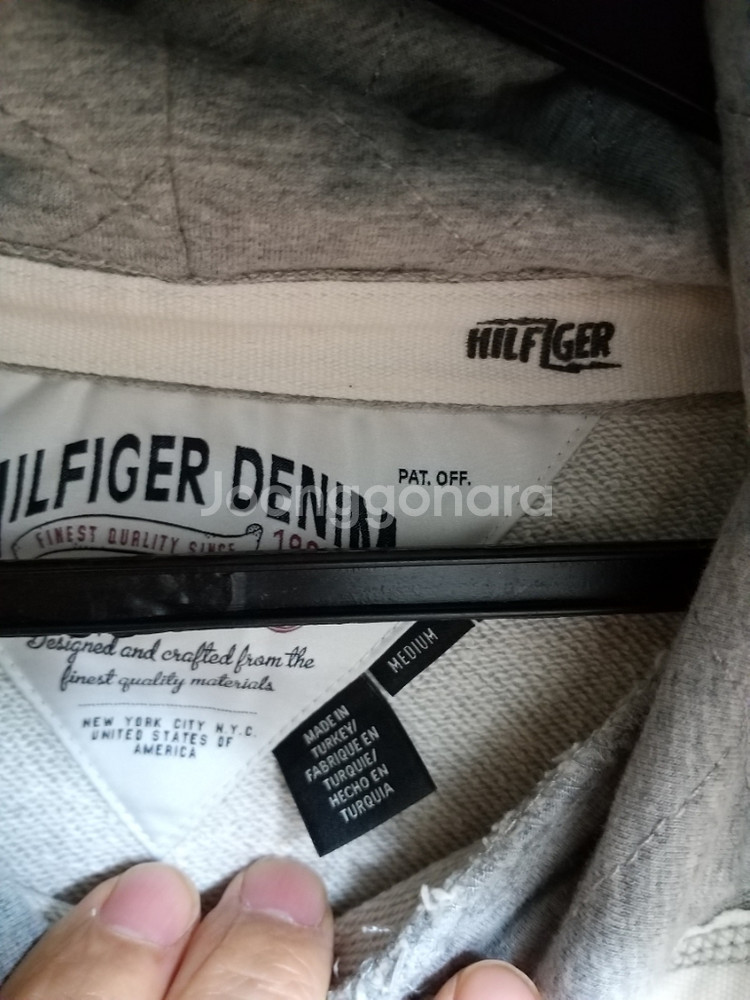 HILFIGER
HILFIGER DENIM
PAT. OFF.
Joonggonara
FINEST QUALITY SINCE
Designed and crafted from the
finest quality materials
NEW YORK CITY N.Y.C.
UNITED STATES OF
AMERICA
MEDIUM
MADE IN
TURKEY/
FABRIQUE EN
TURQUIE/
HECHO EN
TURQUIA